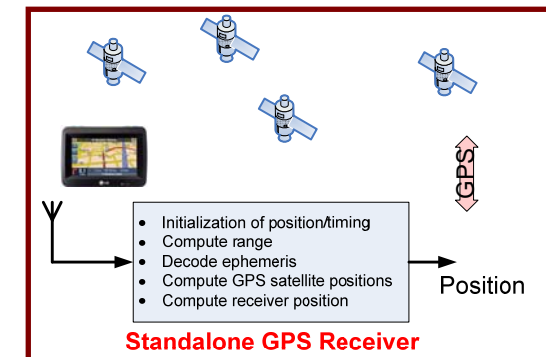 GPS
• Initialization of position/timing
• Compute range
• Decode ephemeris
• Compute GPS satellite positions
• Compute receiver position
Position
Standalone GPS Receiver